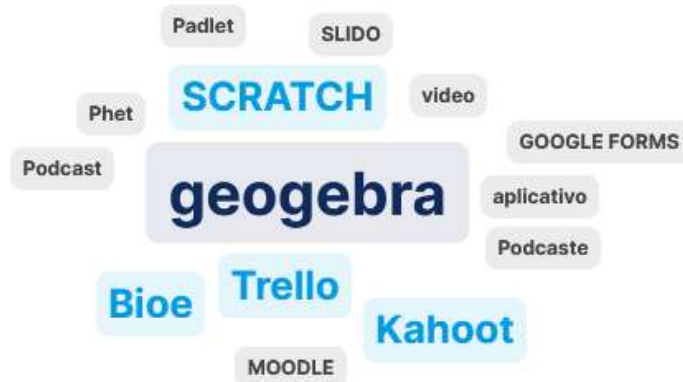 Padlet
SLIDO
SCRATCH
video
Phet
GOOGLE FORMS
Podcast
geogebra
aplicativo
Podcaste
Trello
Bioe
Kahoot
MOODLE